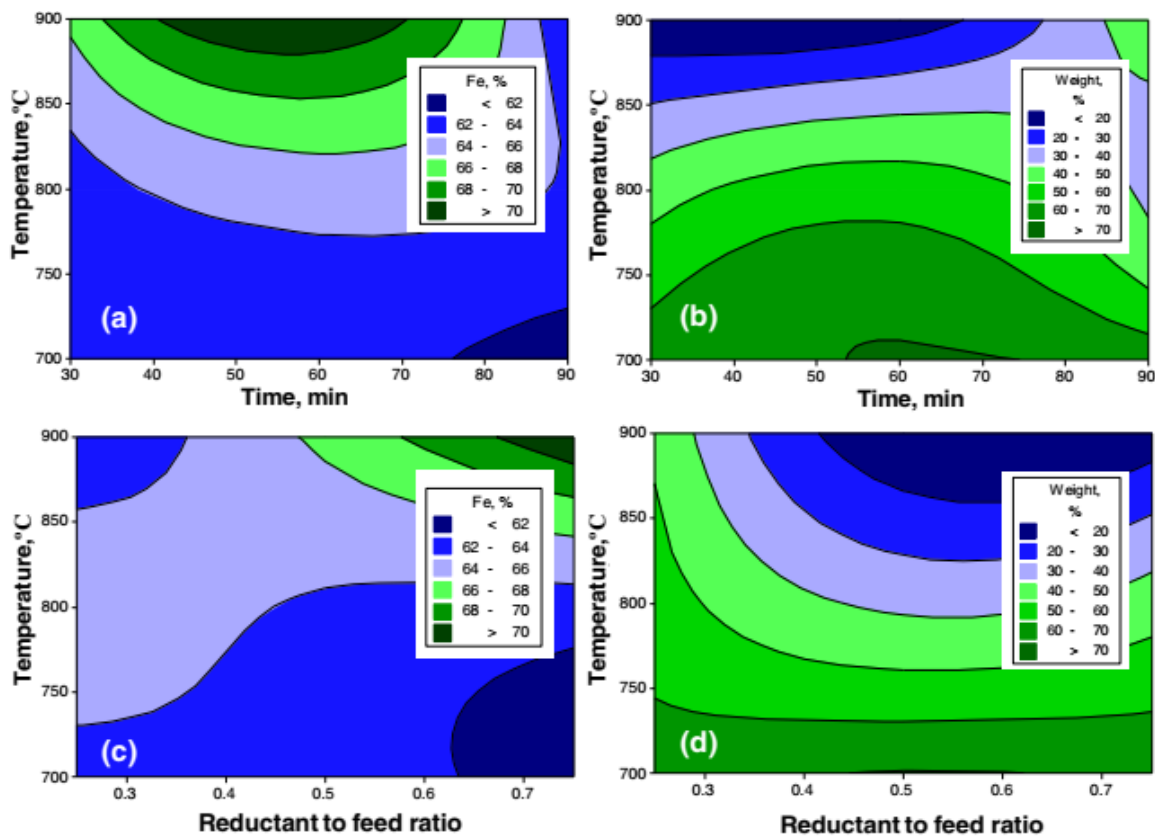 900
850
800
750
700
Temperature,°C
30 40 50 60 70 80 90
Time, min
(a)
Fe, %
< 62
62 - 64
64 - 66
66 - 68
68 - 70
> 70
900
850
800
750
700
Temperature,°C
30 40 50 60 70 80 90
Time, min
(b)
Weight,
%
< 20
20 - 30
30 - 40
40 - 50
50 - 60
60 - 70
> 70
900
850
800
750
700
Temperature,°C
0.3 0.4 0.5 0.6 0.7
Reductant to feed ratio
(c)
Fe, %
< 62
62 - 64
64 - 66
66 - 68
68 - 70
> 70
900
850
800
750
700
Temperature,°C
0.3 0.4 0.5 0.6 0.7
Reductant to feed ratio
(d)
Weight,
%
< 20
20 - 30
30 - 40
40 - 50
50 - 60
60 - 70
> 70